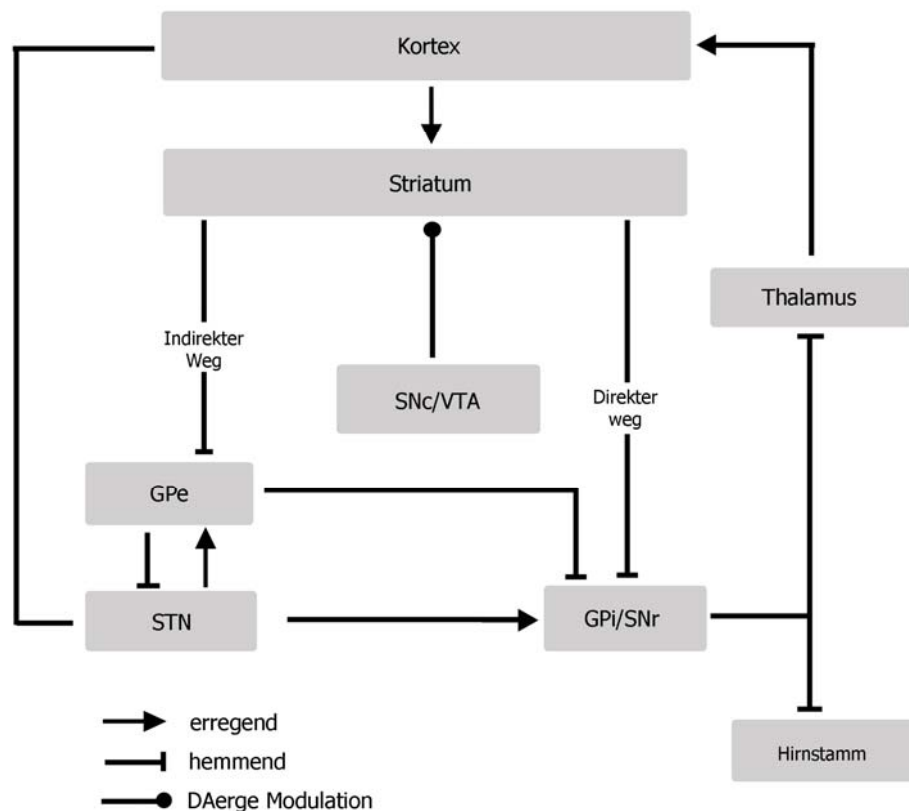 Kortex
Striatum
Thalamus
Indirekter
Weg
SNc/VTA
Direkter
weg
GPe
STN
GPi/SNr
Hirnstamm
erregend
hemmend
DAerge Modulation